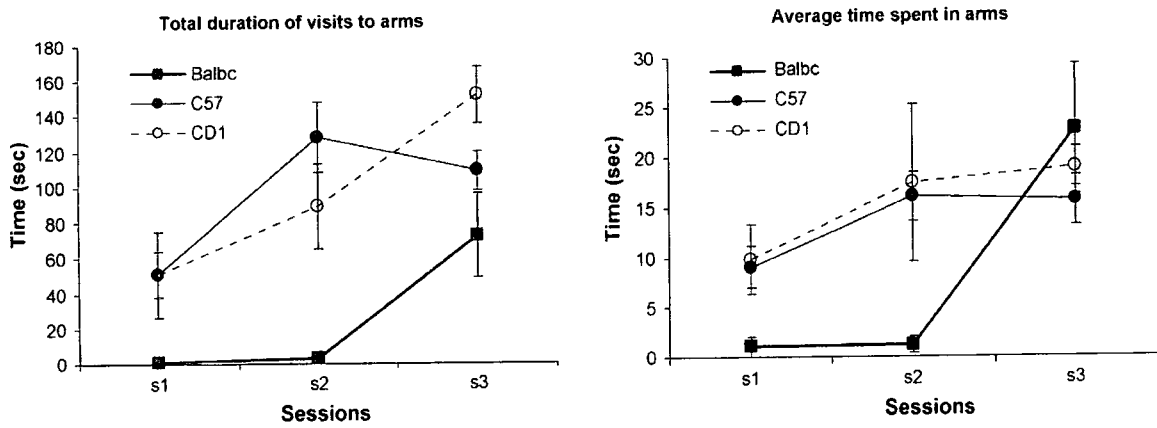 Total duration of visits to arms
180
160
140
120
100
80
60
40
20
0
Time (sec)
Balbc
C57
CD1
s1 s2 s3
Sessions
Average time spent in arms
30
25
20
15
10
5
0
Time (sec)
Balbc
C57
CD1
s1 s2 s3
Sessions